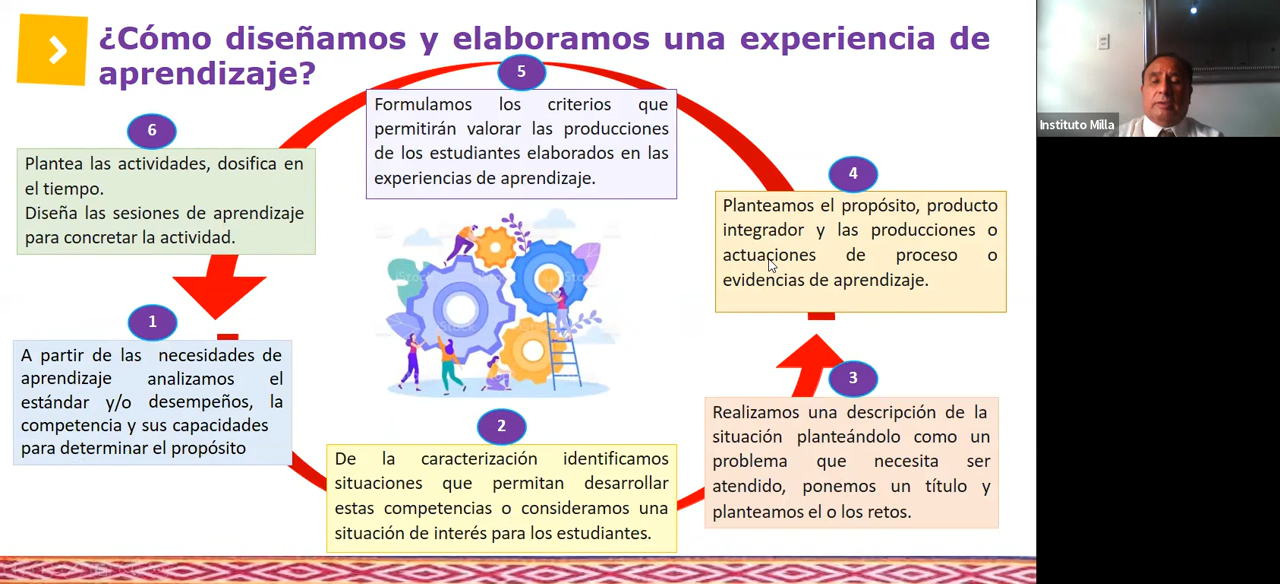 ¿Cómo diseñamos y elaboramos una experiencia de
aprendizaje?
5
Formulamos los criterios que
permitirán valorar las producciones
de los estudiantes elaborados en las
experiencias de aprendizaje.
6
Plantea las actividades, dosifica en
el tiempo.
Diseña las sesiones de aprendizaje
para concretar la actividad.
4
Planteamos el propósito, producto
integrador y las producciones o
actuaciones de proceso o
evidencias de aprendizaje.
1
A partir de las necesidades de
aprendizaje analizamos el
estándar y/o desempeños, la
competencia y sus capacidades
para determinar el propósito
2
De la caracterización identificamos
situaciones que permitan desarrollar
estas competencias o consideramos una
situación de interés para los estudiantes.
3
Realizamos una descripción de la
situación planteándolo como un
problema que necesita ser
atendido, ponemos un título y
planteamos el o los retos.
Instituto Milla
iStock